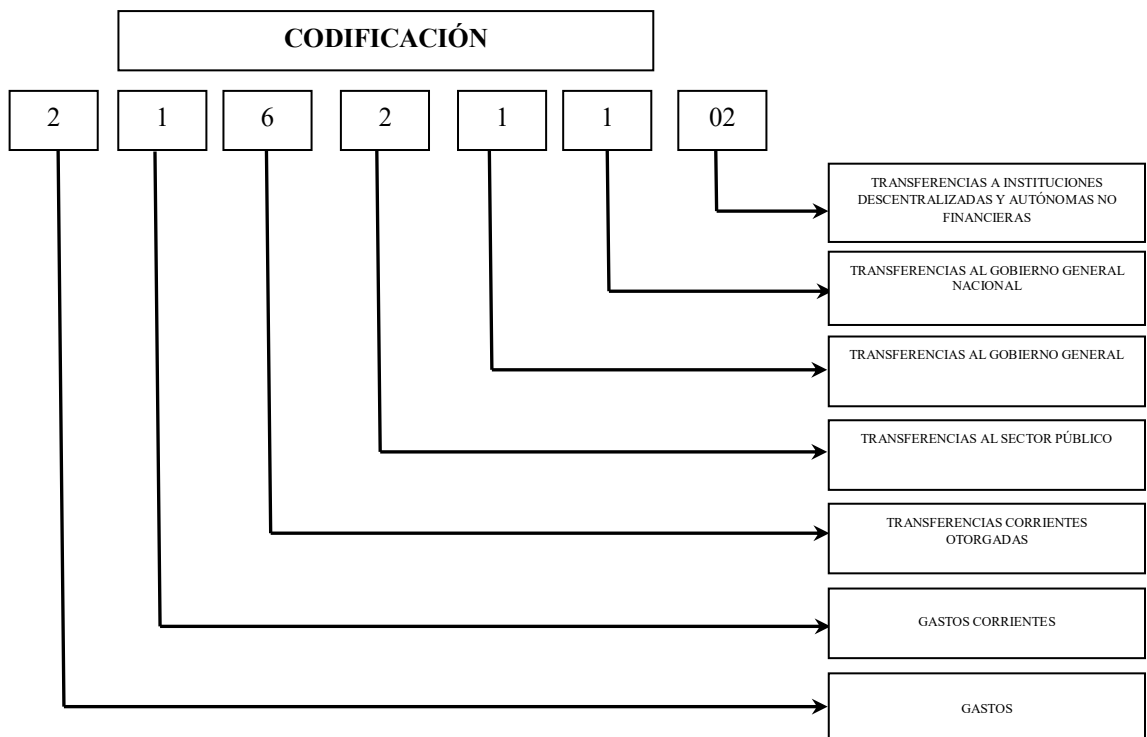 CODIFICACIÓN
2 1 6 2 1 1 02
TRANSFERENCIAS A INSTITUCIONES
DESCENTRALIZADAS Y AUTÓNOMAS NO
FINANCIERAS
TRANSFERENCIAS AL GOBIERNO GENERAL
NACIONAL
TRANSFERENCIAS AL GOBIERNO GENERAL
TRANSFERENCIAS AL SECTOR PÚBLICO
TRANSFERENCIAS CORRIENTES
OTORGADAS
GASTOS CORRIENTES
GASTOS